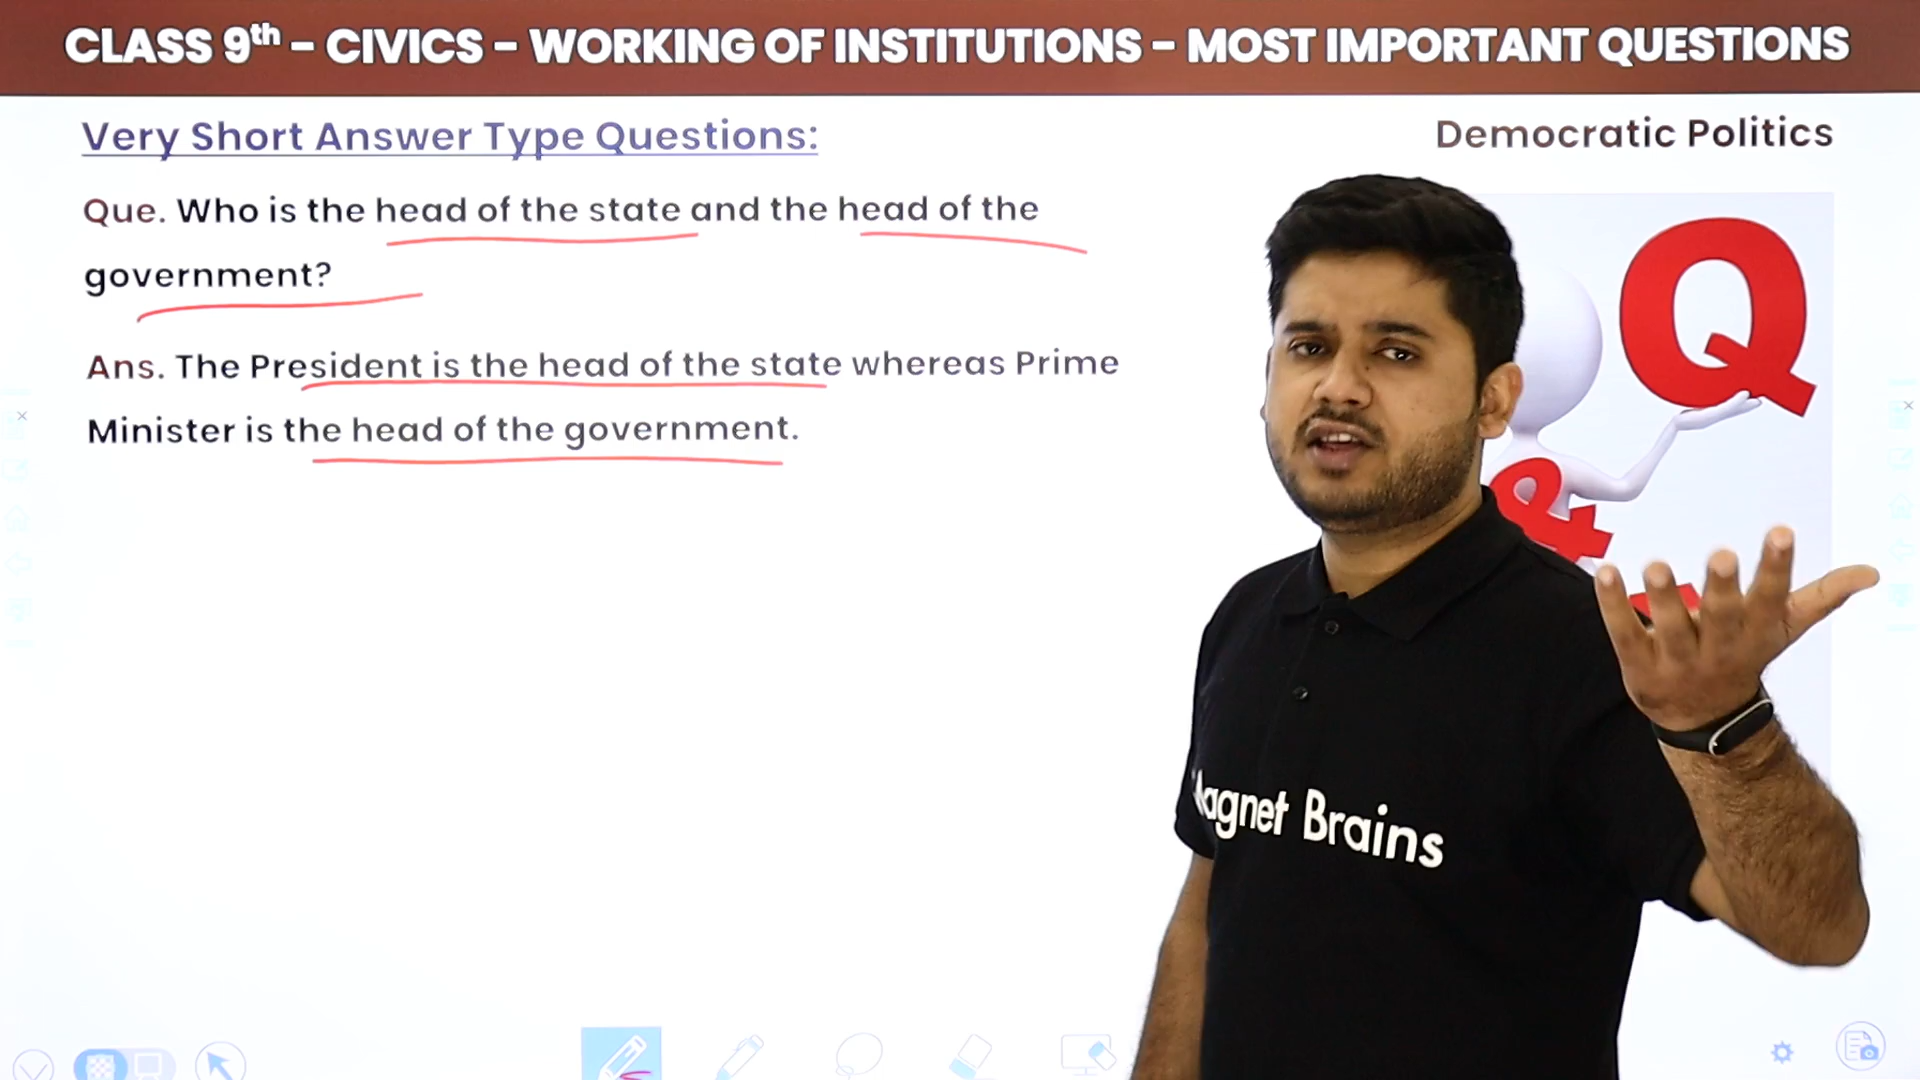 CLASS 9th – CIVICS – WORKING OF INSTITUTIONS – MOST IMPORTANT QUESTIONS
Very Short Answer Type Questions:
Democratic Politics
Que. Who is the head of the state and the head of the
government?
Ans. The President is the head of the state whereas Prime
Minister is the head of the government.
Q
&
Magnet Brains